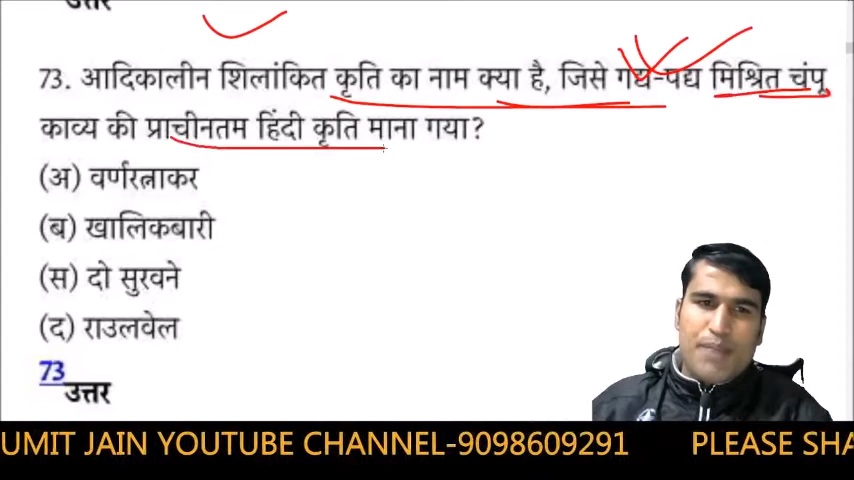 उत्तर
73. आदिकालीन शिलांकित कृति का नाम क्या है, जिसे गद्य-पद्य मिश्रित चंपू
काव्य की प्राचीनतम हिंदी कृति माना गया?
(अ) वर्णरत्नाकर
(ब) खालिकबारी
(स) दो सुरवने
(द) राउलवेल
73
उत्तर
UMIT JAIN YOUTUBE CHANNEL-9098609291 PLEASE SHA